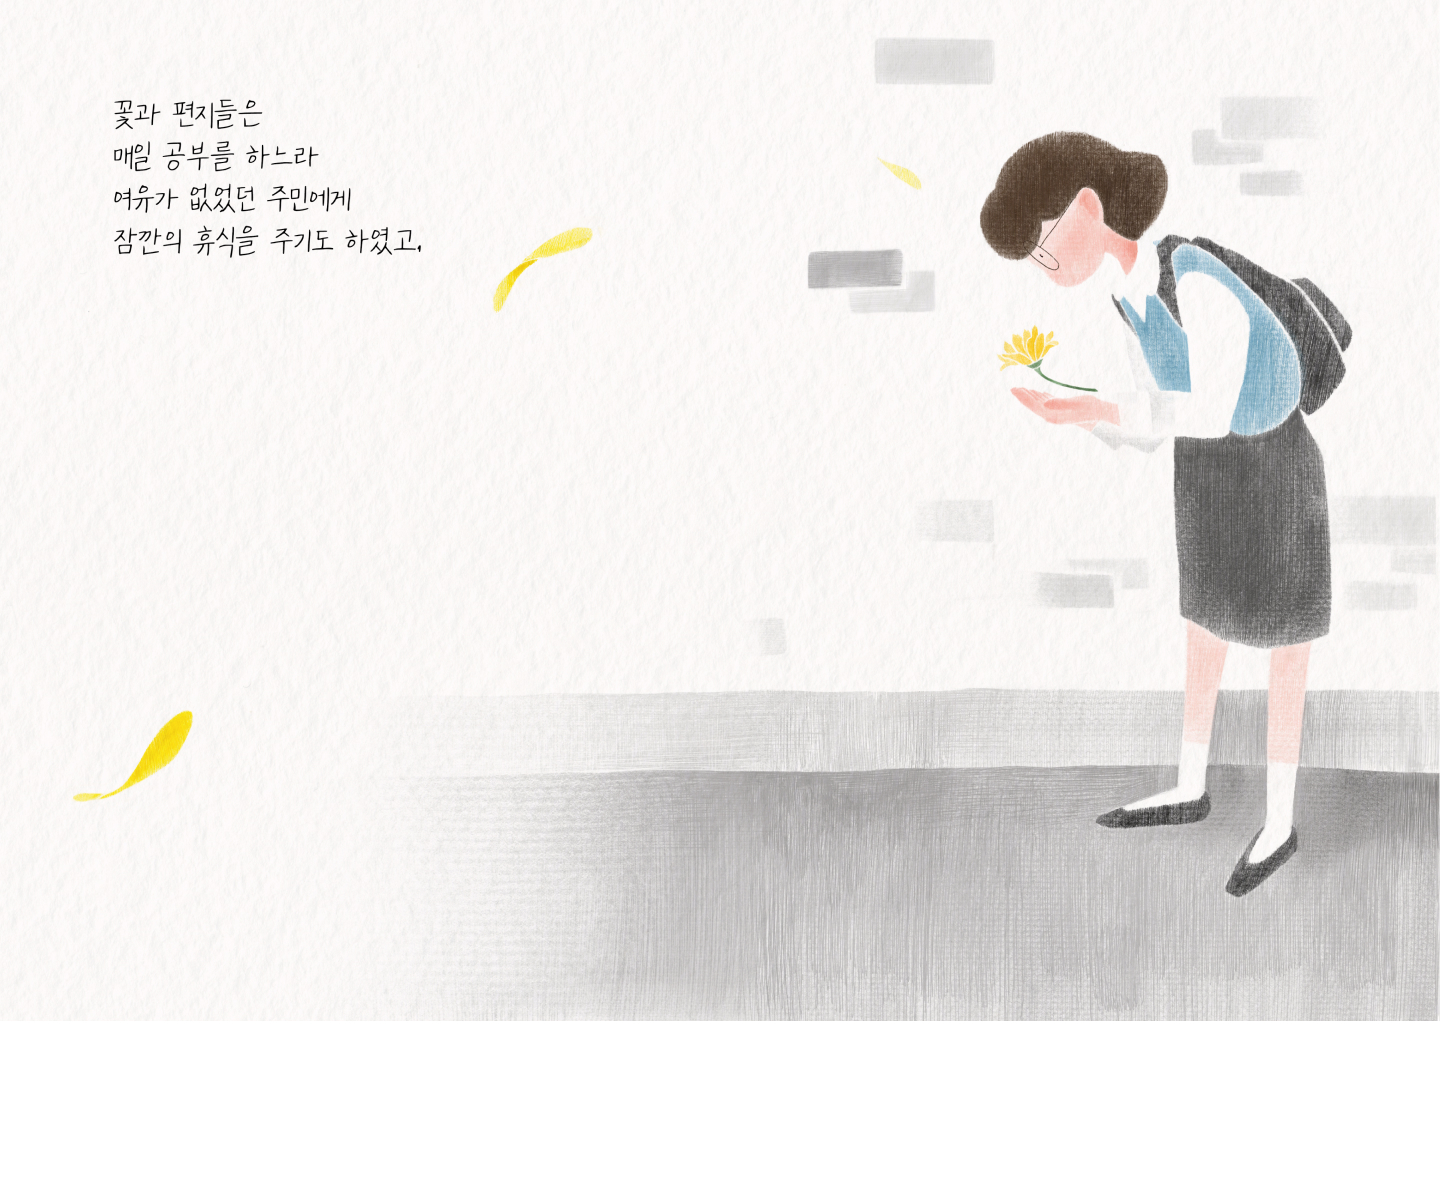 꽃과 편지들은
매일 공부를 하느라
여유가 없었던 주민에게
잠깐의 휴식을 주기도 하였고,